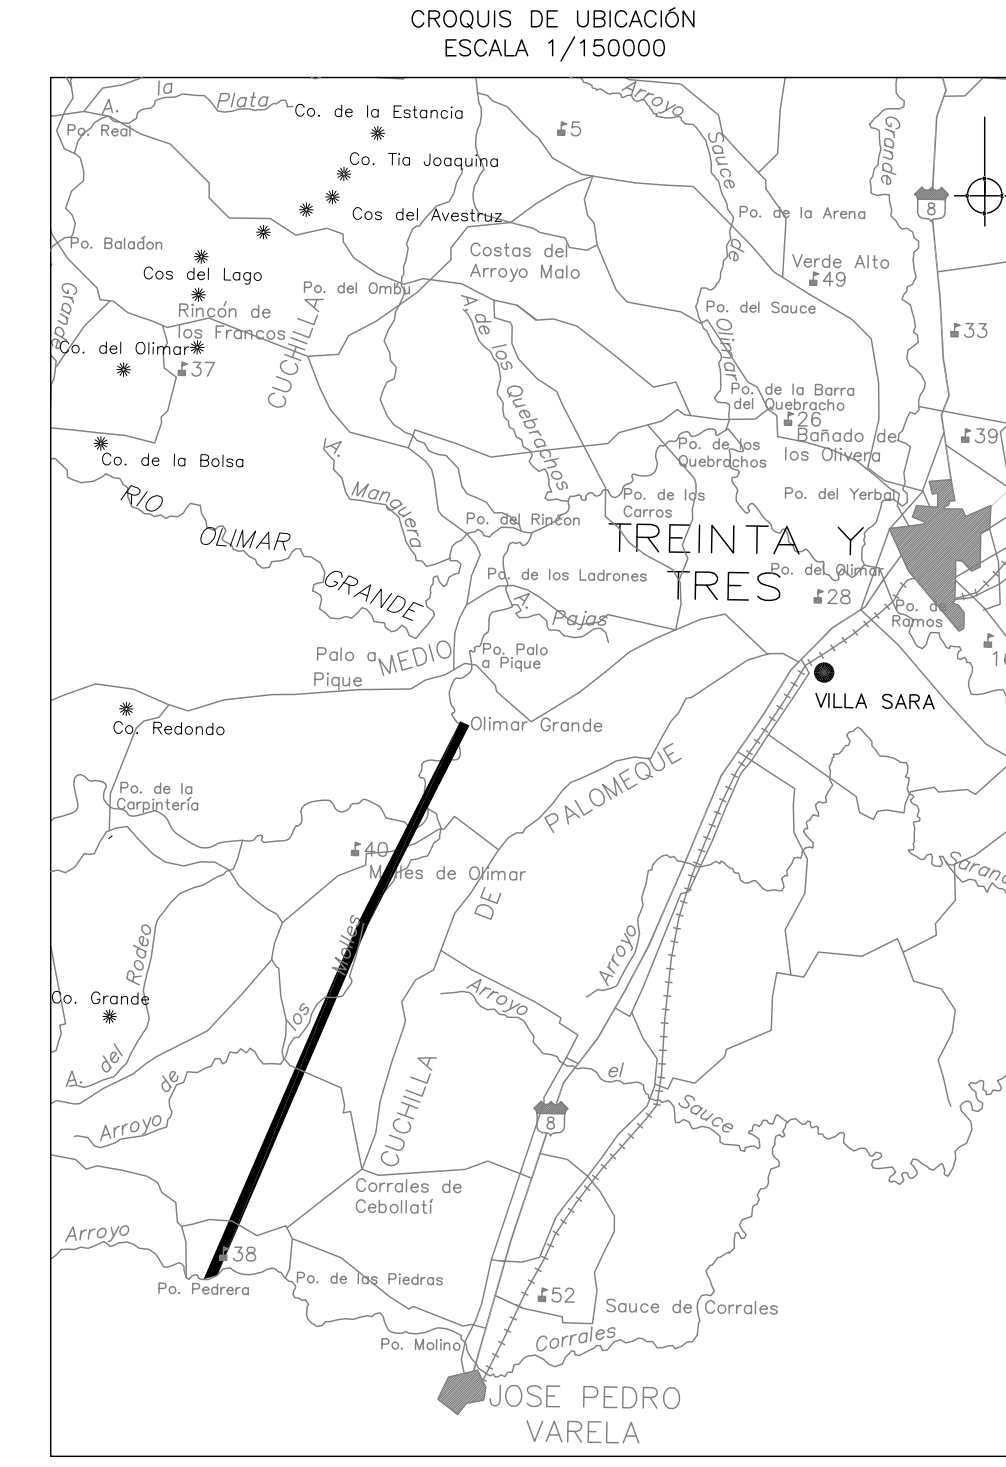 CROQUIS DE UBICACIÓN
ESCALA 1/150000
la
A.
Plata
Po. Real
Co. de la Estancia
Co. Tia Joaquina
Cos del Avestruz
Arroyo
Sauce
de
Olimar
5
Grande
8
Po. de la Arena
Po. Baladon
Cos del Lago
Rincón de
los Francos
Grande
Costas del
Arroyo Malo
Po. del Ombu
Verde Alto
49
Po. del Sauce
CUCHILLA
A. de los Quebrachos
33
Co. del Olimar
37
Po. de la Barra
del Quebracho
26
39
Bañado de
los Olivera
Po. de los
Quebrachos
Co. de la Bolsa
A.
Manguera
Po. de los
Carros
Po. del Yerbal
RIO
OLIMAR
GRANDE
Po. del Rincon
TREINTA Y
TRES
Po. de los Ladrones
Po. del Olimar
28
A.
Pajas
Po. de
Ramos
Palo a
Pique
MEDIO
Po. Palo
a Pique
VILLA SARA
Co. Redondo
Olimar Grande
PALOMEQUE
Po. de la
Carpintería
40
Molles de Olimar
DE
Rodeo
Molles
Arroyo
Co. Grande
los
Arroyo
A.
del
de
el
CUCHILLA
8
Sauce
Arroyo
Corrales de
Cebollatí
Arroyo
38
Po. Pedrera
Po. de las Piedras
52
Sauce de Corrales
Po. Molino
Corrales
JOSE PEDRO
VARELA